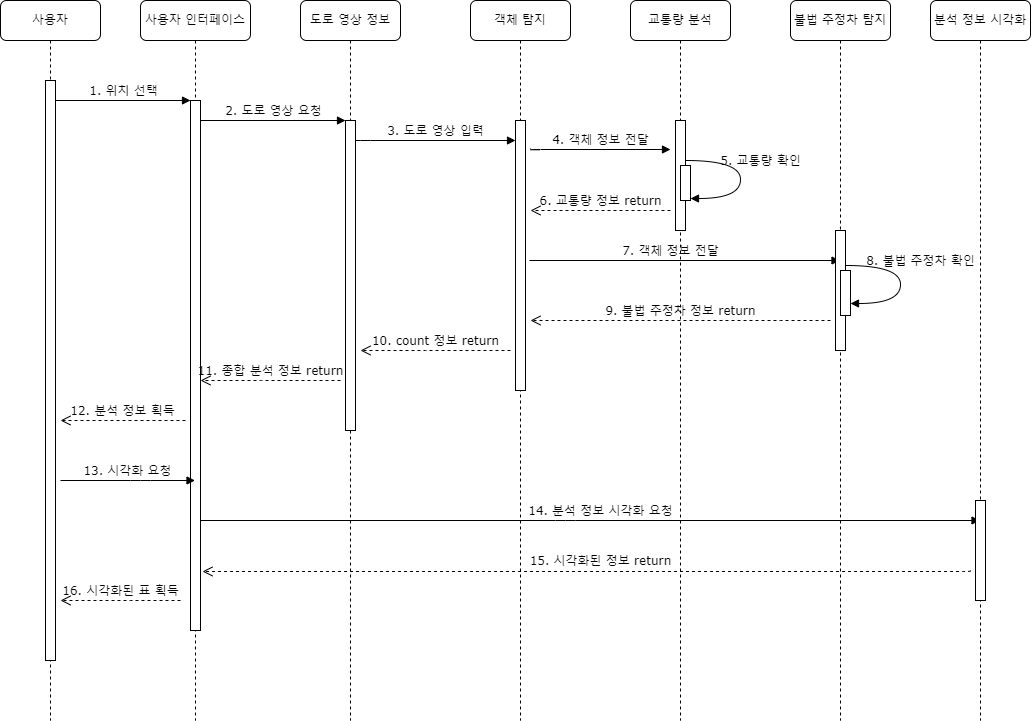 사용자
사용자 인터페이스
도로 영상 정보
객체 탐지
교통량 분석
불법 주정차 탐지
분석 정보 시각화
1. 위치 선택
2. 도로 영상 요청
3. 도로 영상 입력
4. 객체 정보 전달
5. 교통량 확인
6. 교통량 정보 return
7. 객체 정보 전달
8. 불법 주정차 확인
9. 불법 주정차 정보 return
10. count 정보 return
11. 종합 분석 정보 return
12. 분석 정보 획득
13. 시각화 요청
14. 분석 정보 시각화 요청
15. 시각화된 정보 return
16. 시각화된 표 획득